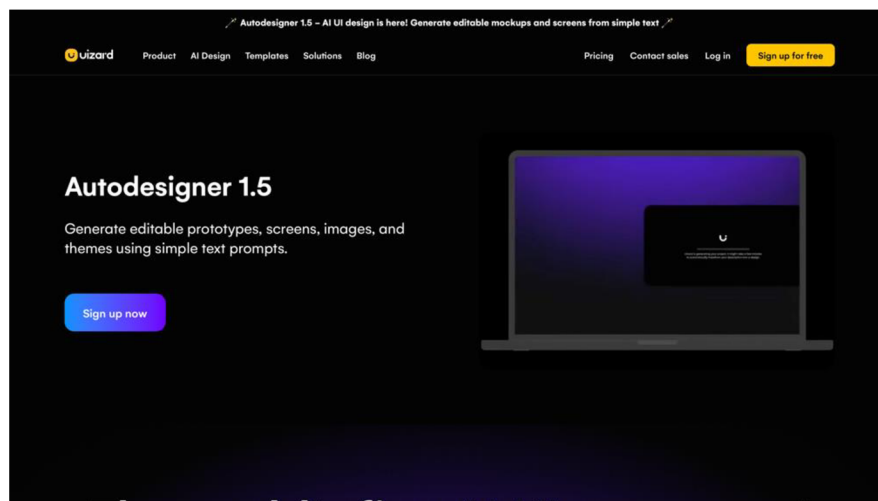 Autodesigner 1.5 – AI UI design is here! Generate editable mockups and screens from simple text
uizard Product AI Design Templates Solutions Blog Pricing Contact sales Log in Sign up for free
Autodesigner 1.5
Generate editable prototypes, screens, images, and
themes using simple text prompts.
Sign up now